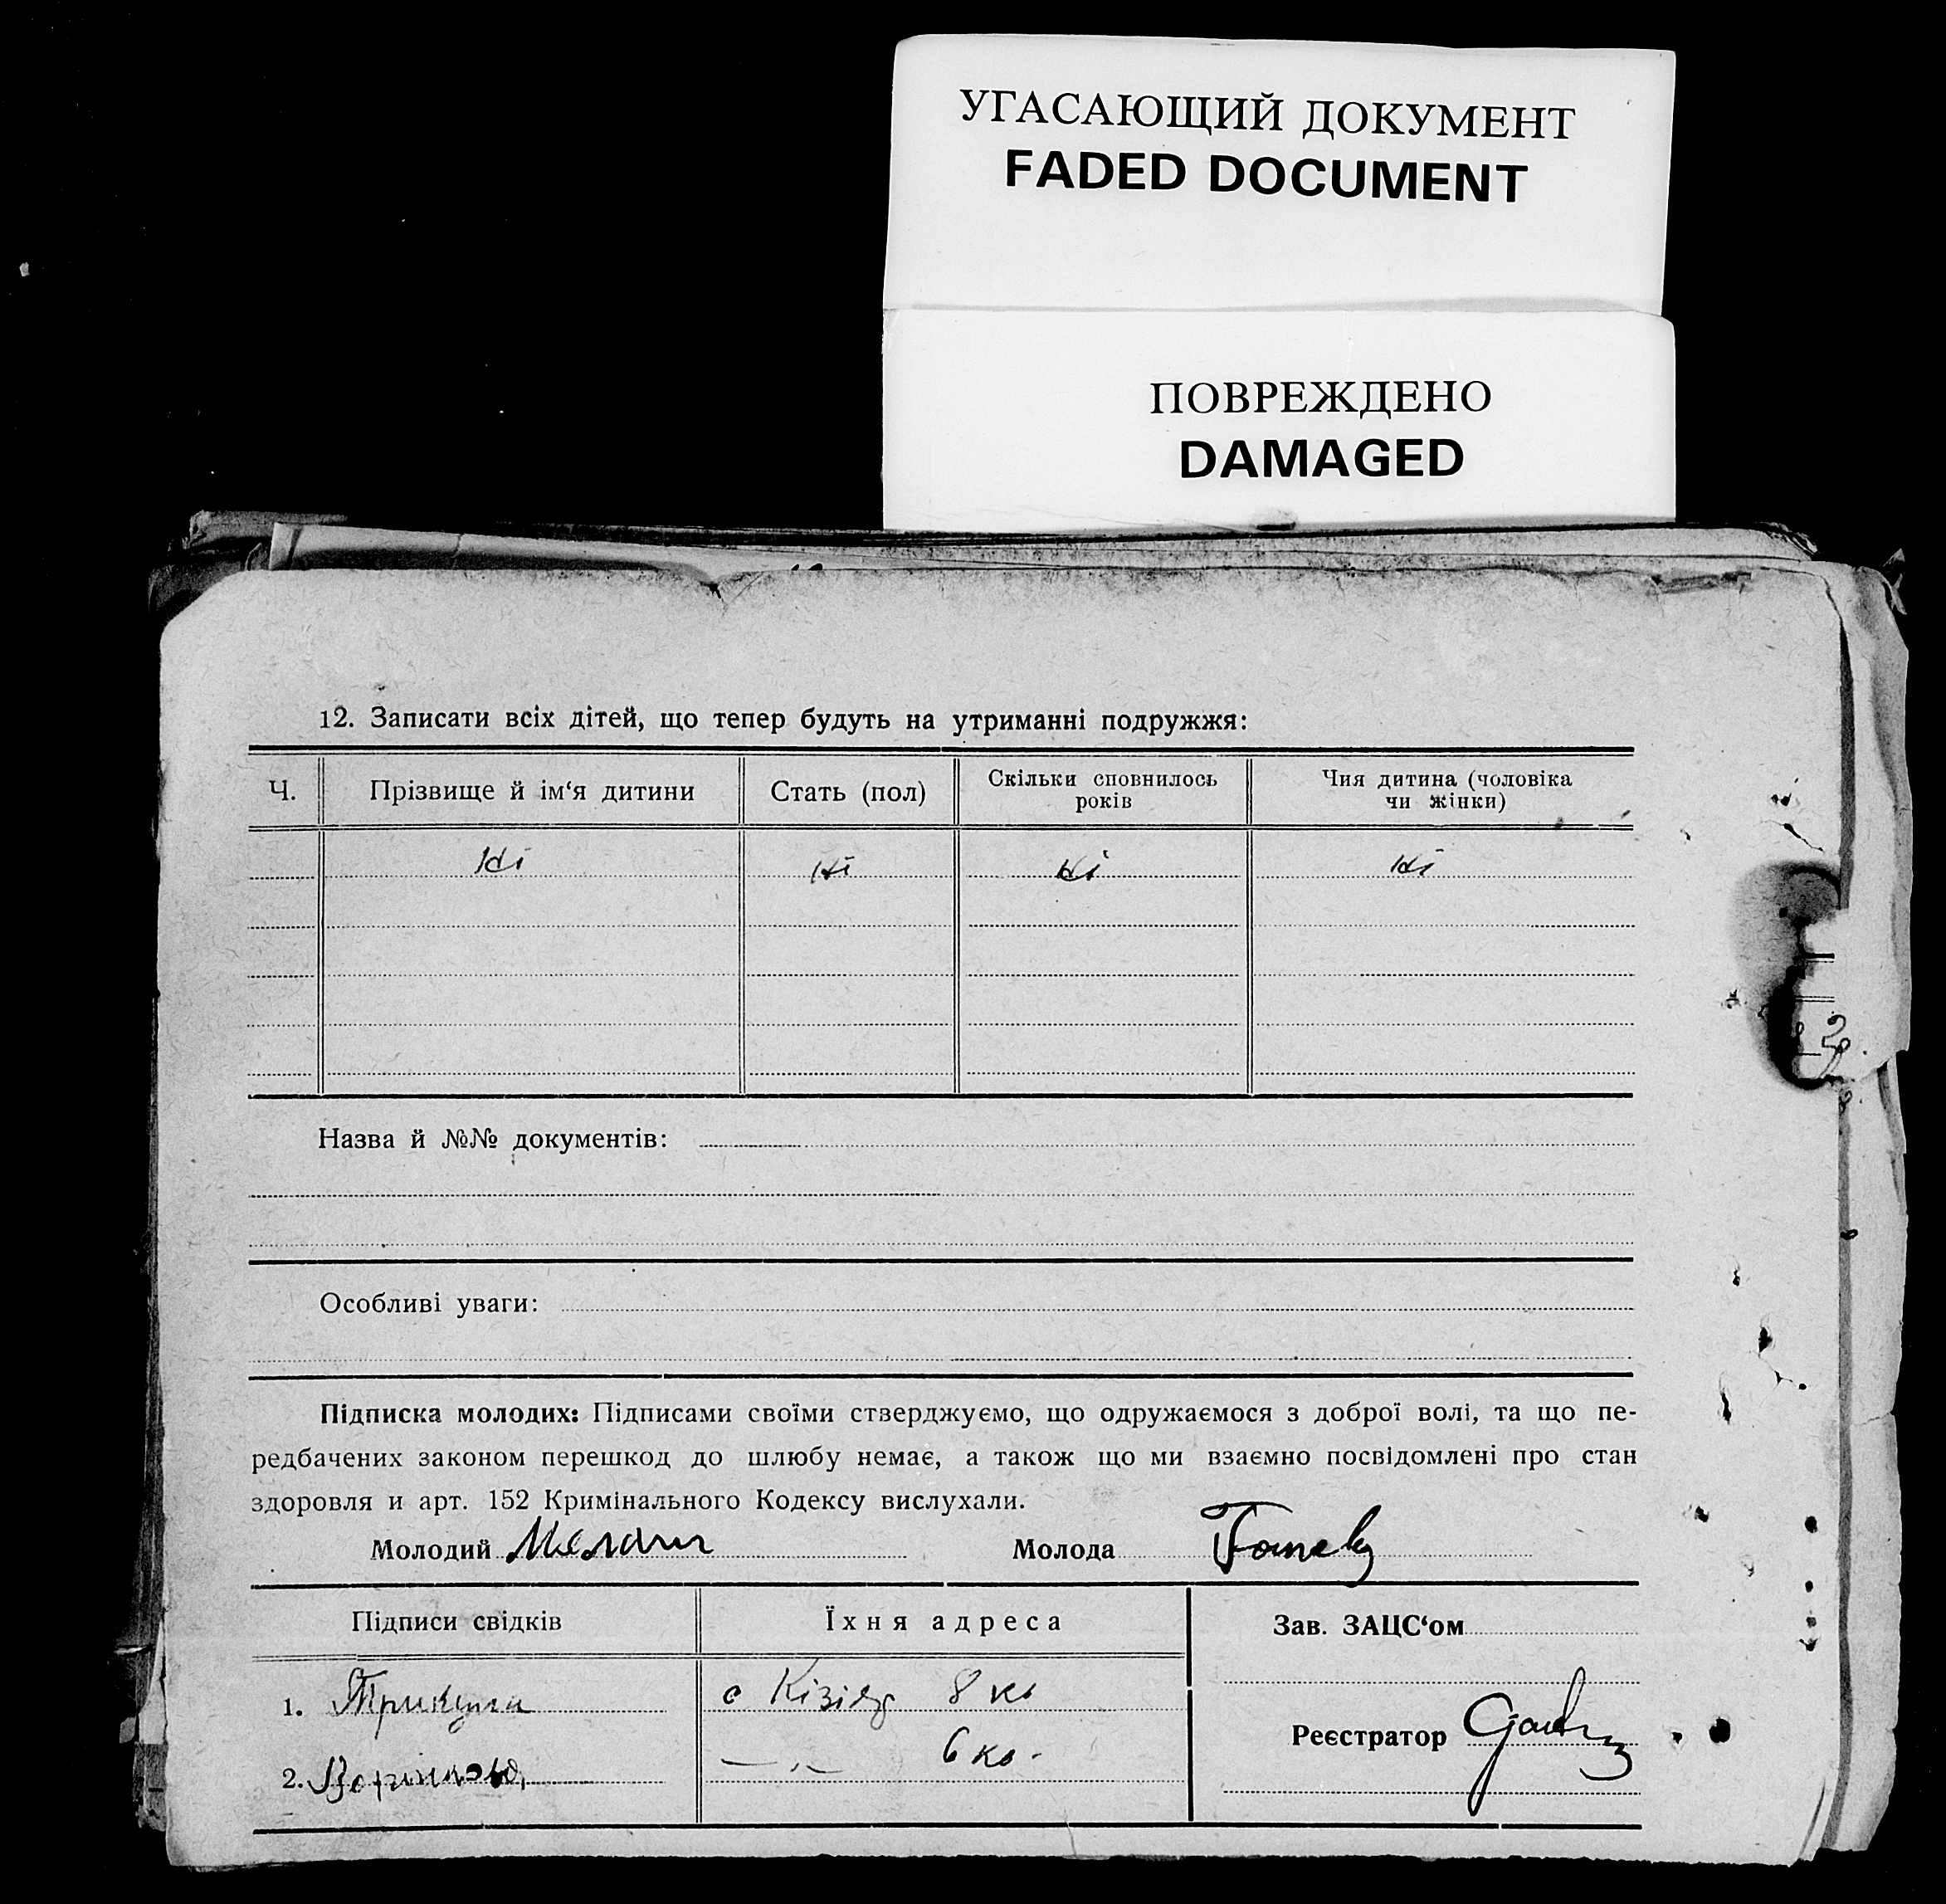 УГАСАЮЩИЙ ДОКУМЕНТ
FADED DOCUMENT
ПОВРЕЖДЕНО
DAMAGED
12. Записати всіх дітей, що тепер будуть на утриманні подружжя:
Ч. Прізвище й ім‘я дитини Стать (пол) Скільки сповнилось років Чия дитина (чоловіка чи жінки)
Ні Ні Ні Ні
Назва й №№ документів:
Особливі уваги:
Підписка молодих: Підписами своїми стверджуємо, що одружаємося з доброї волі, та що пе-
редбачених законом перешкод до шлюбу немає, а також що ми взаємно посвідомлені про стан
здоровля и арт. 152 Кримінального Кодексу вислухали.
Молодий Молода
Підписи свідків Їхня адреса Зав. ЗАЦС‘ом
1. с 8 кв
Реєстратор
2. 6 кв.